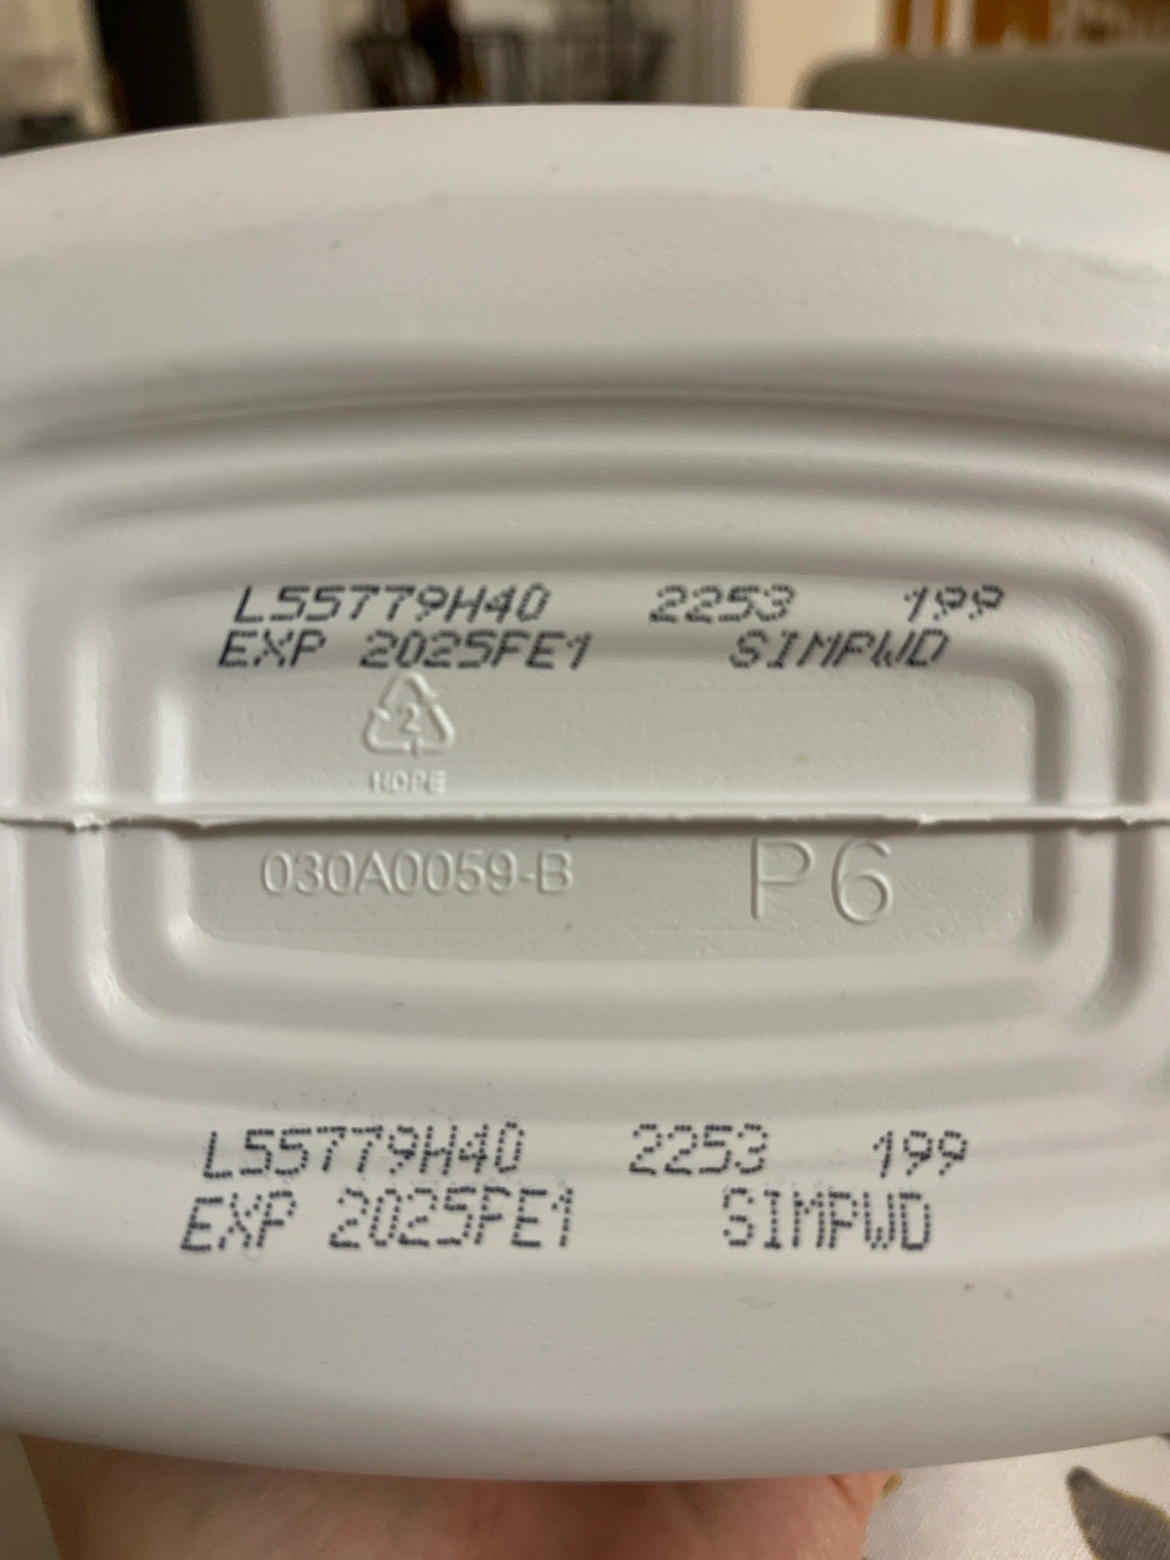 L55779H40 2253 199
EXP 2025FE1 SIMPWD
2
HDPE
030A0059-B P6
L55779H40 2253 199
EXP 2025FE1 SIMPWD